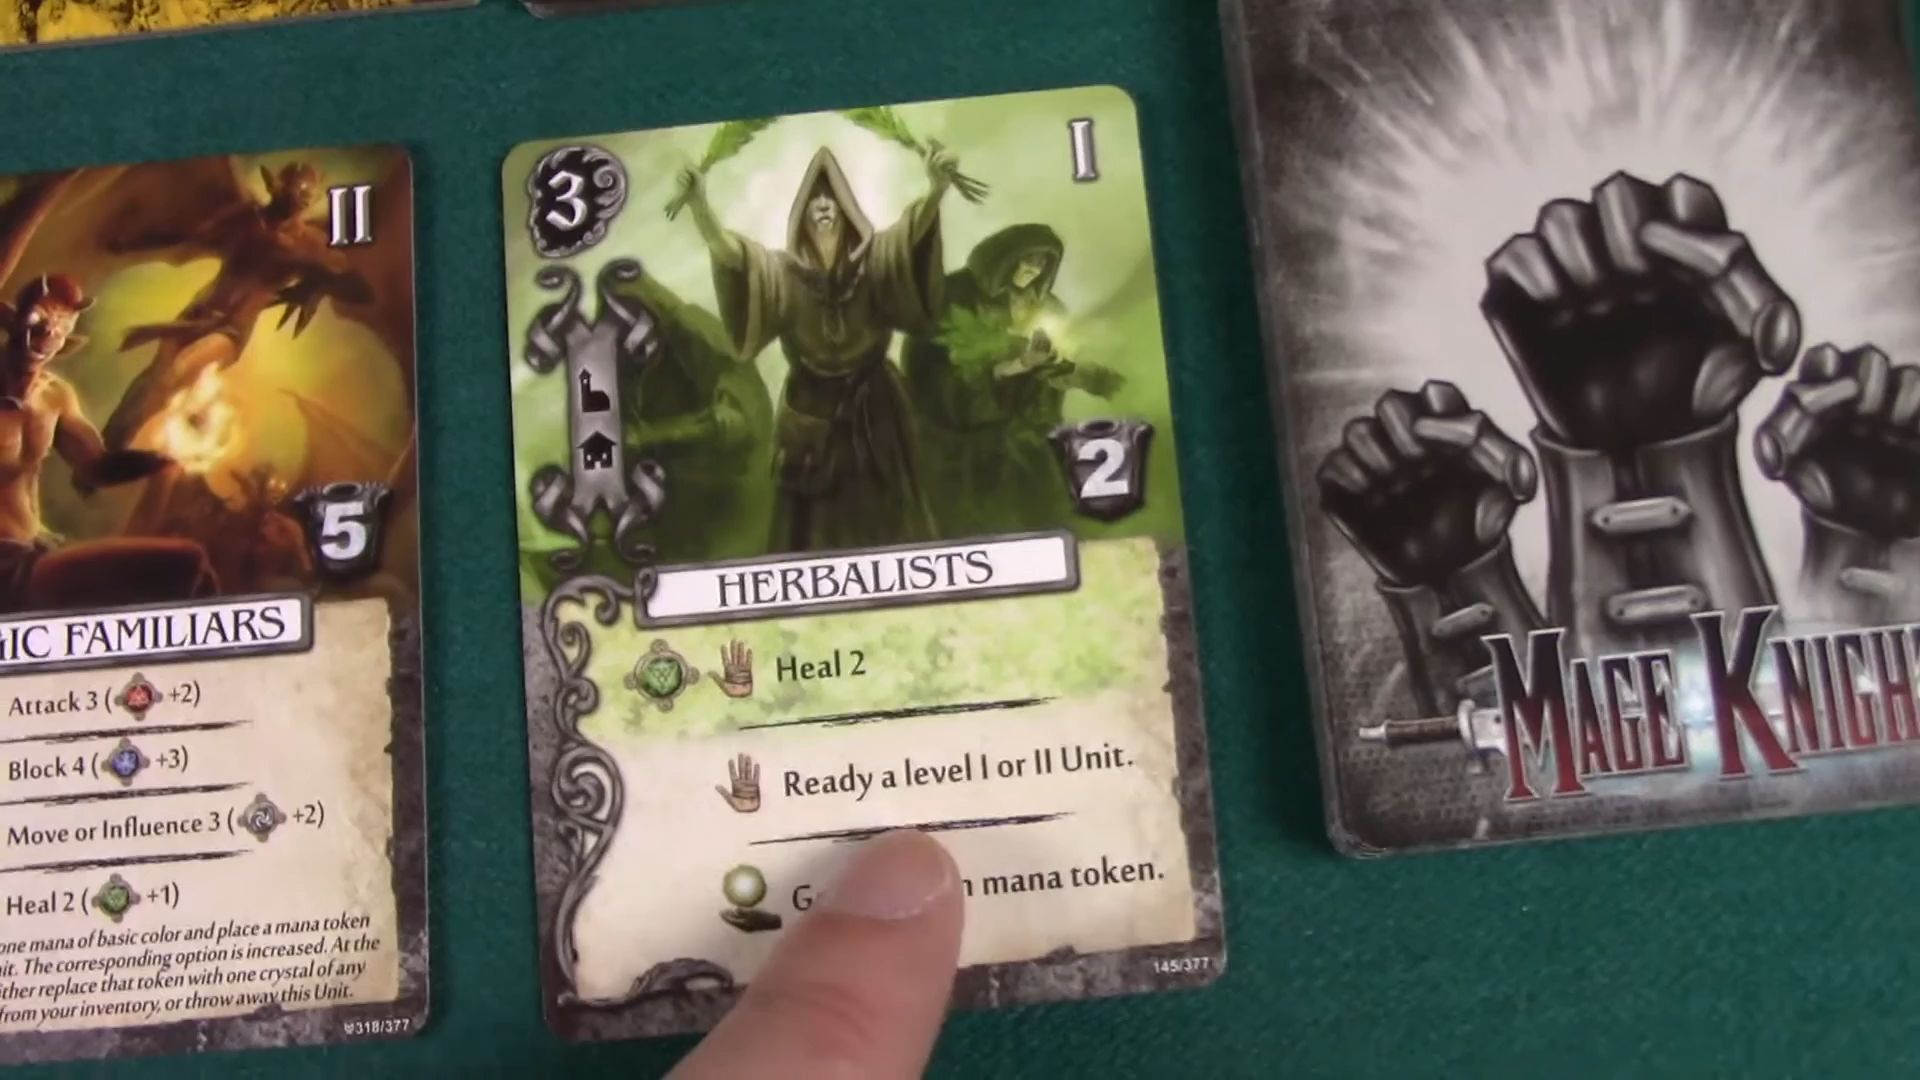 II
5
IC FAMILIARS
Attack 3 ( +2)
Block 4 ( +3)
Move or Influence 3 ( +2)
Heal 2 ( +1)
one mana of basic color and place a mana token
The corresponding option is increased. At the
replace that token with one crystal of any
from your inventory, or throw away this Unit.
318/377
3
I
2
HERBALISTS
Heal 2
Ready a level I or II Unit.
mana token.
145/377
MAGE KNIGH